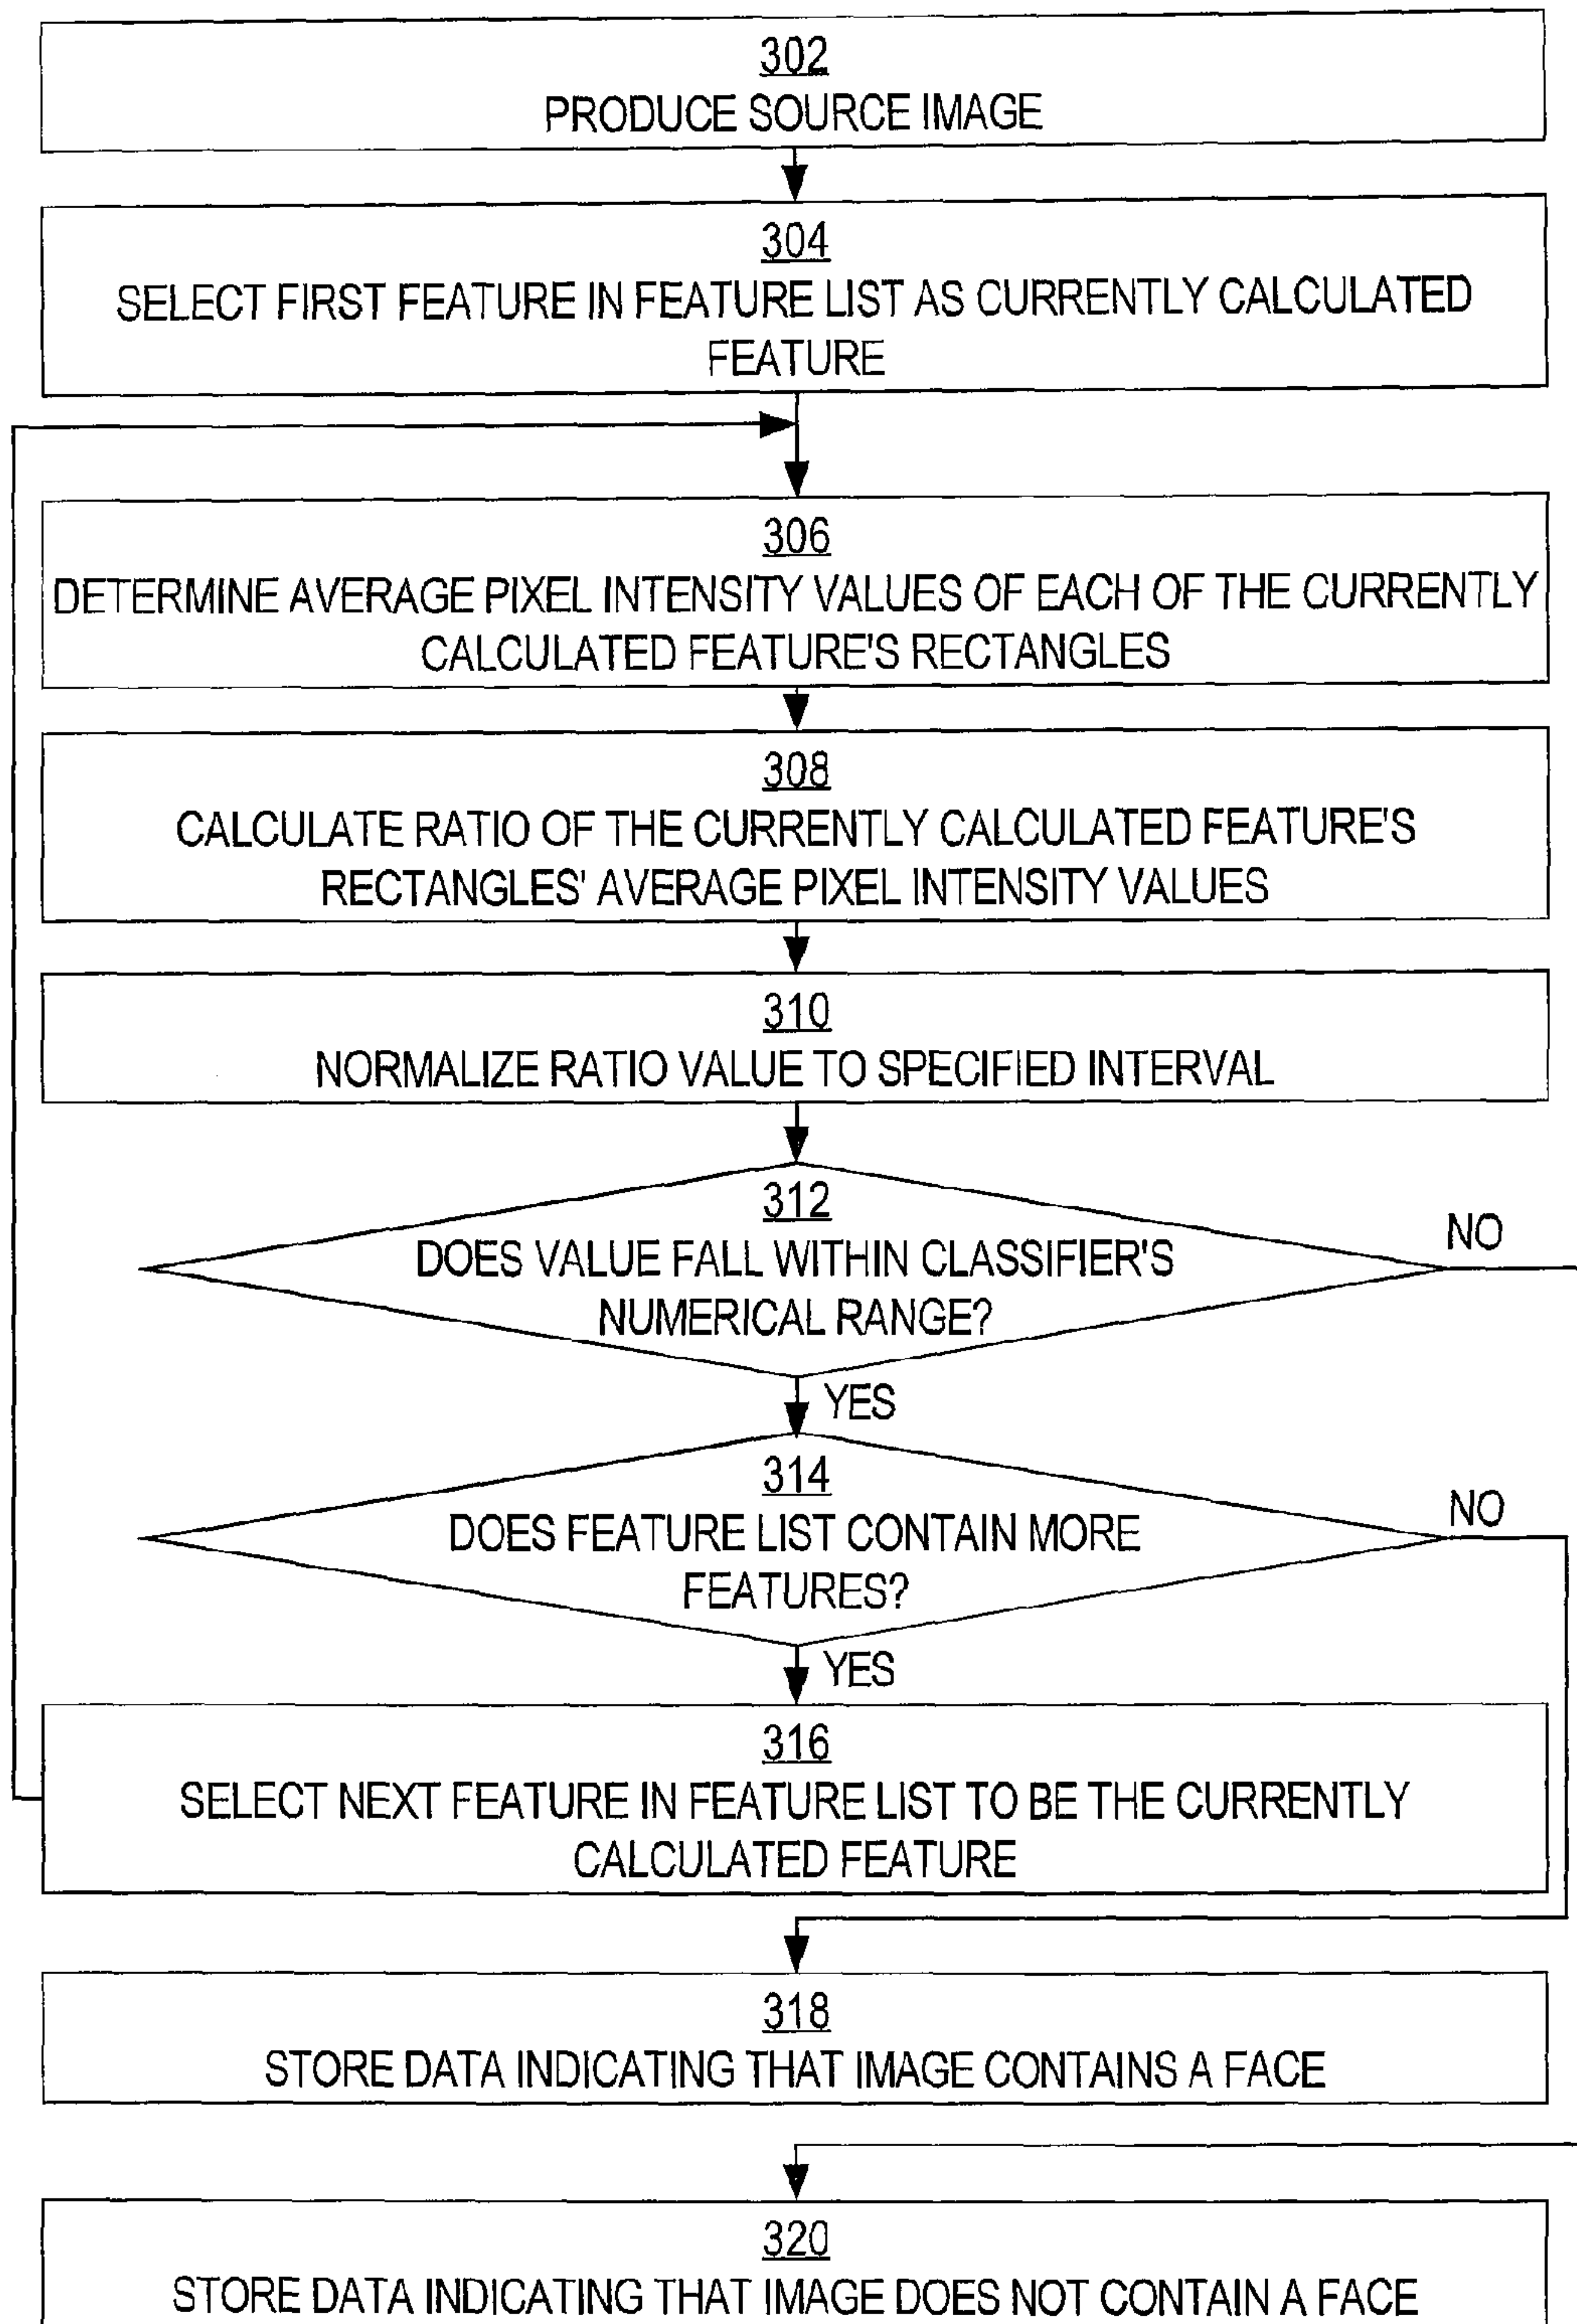 302
PRODUCE SOURCE IMAGE
304
SELECT FIRST FEATURE IN FEATURE LIST AS CURRENTLY CALCULATED
FEATURE
306
DETERMINE AVERAGE PIXEL INTENSITY VALUES OF EACH OF THE CURRENTLY
CALCULATED FEATURE'S RECTANGLES
308
CALCULATE RATIO OF THE CURRENTLY CALCULATED FEATURE'S
RECTANGLES' AVERAGE PIXEL INTENSITY VALUES
310
NORMALIZE RATIO VALUE TO SPECIFIED INTERVAL
312
DOES VALUE FALL WITHIN CLASSIFIER'S
NUMERICAL RANGE?
NO
YES
314
DOES FEATURE LIST CONTAIN MORE
FEATURES?
NO
YES
316
SELECT NEXT FEATURE IN FEATURE LIST TO BE THE CURRENTLY
CALCULATED FEATURE
318
STORE DATA INDICATING THAT IMAGE CONTAINS A FACE
320
STORE DATA INDICATING THAT IMAGE DOES NOT CONTAIN A FACE